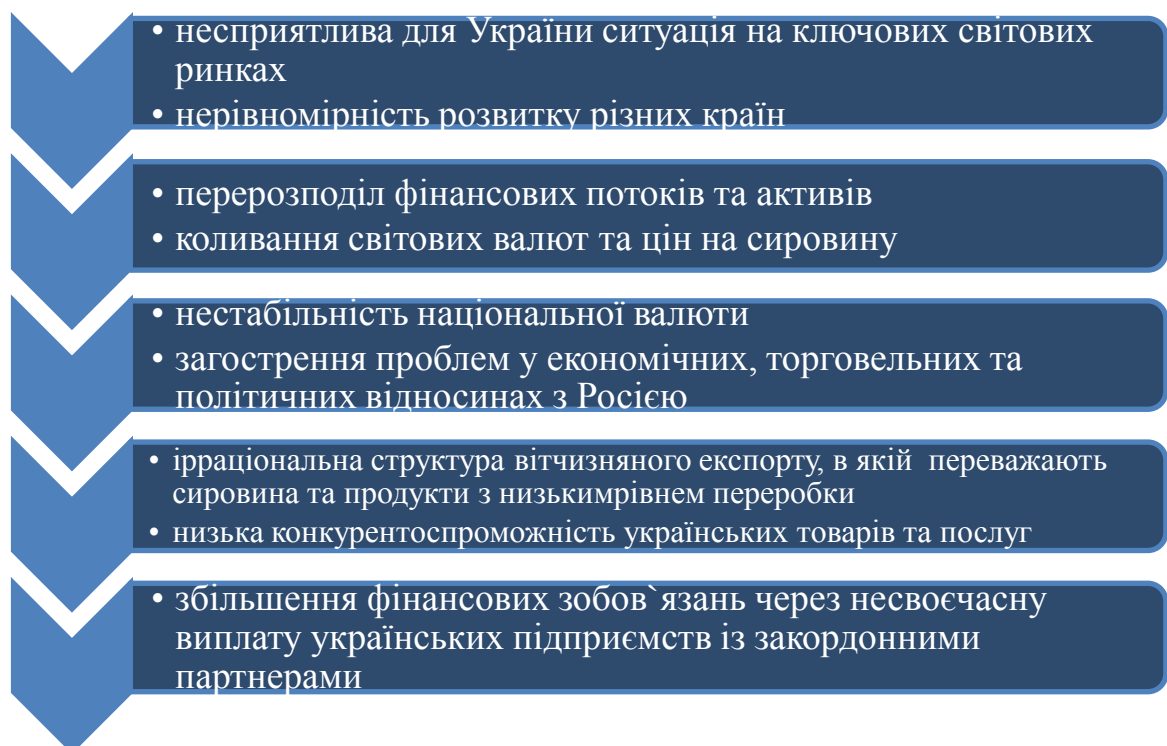 • несприятлива для України ситуація на ключових світових
ринках
• нерівномірність розвитку різних країн
• перерозподіл фінансових потоків та активів
• коливання світових валют та цін на сировину
• нестабільність національної валюти
• загострення проблем у економічних, торговельних та
політичних відносинах з Росією
• ірраціональна структура вітчизняного експорту, в якій переважають
сировина та продукти з низькимрівнем переробки
• низька конкурентоспроможність українських товарів та послуг
• збільшення фінансових зобов`язань через несвоєчасну
виплату українських підприємств із закордонними
партнерами